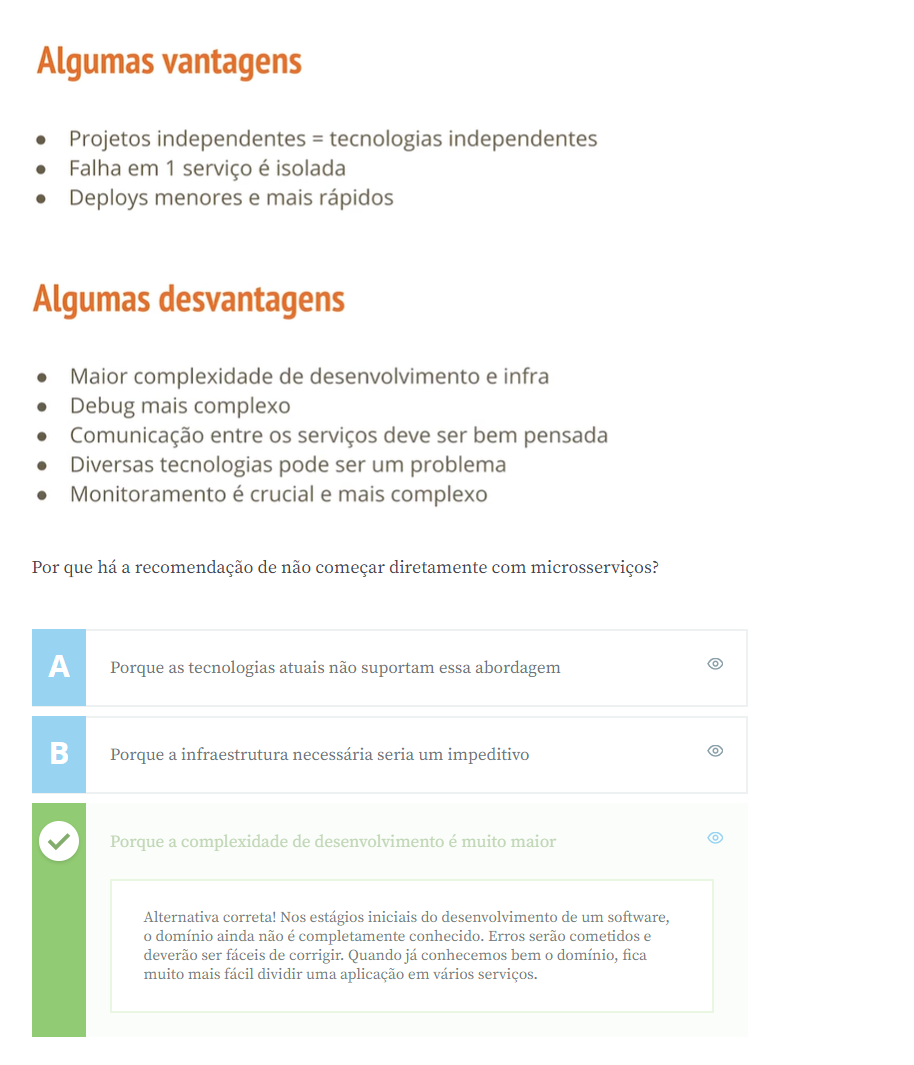 Algumas vantagens
● Projetos independentes = tecnologias independentes
● Falha em 1 serviço é isolada
● Deploys menores e mais rápidos
Algumas desvantagens
● Maior complexidade de desenvolvimento e infra
● Debug mais complexo
● Comunicação entre os serviços deve ser bem pensada
● Diversas tecnologias pode ser um problema
● Monitoramento é crucial e mais complexo
Por que há a recomendação de não começar diretamente com microsserviços?
A Porque as tecnologias atuais não suportam essa abordagem
B Porque a infraestrutura necessária seria um impeditivo
Porque a complexidade de desenvolvimento é muito maior
Alternativa correta! Nos estágios iniciais do desenvolvimento de um software,
o domínio ainda não é completamente conhecido. Erros serão cometidos e
deverão ser fáceis de corrigir. Quando já conhecemos bem o domínio, fica
muito mais fácil dividir uma aplicação em vários serviços.